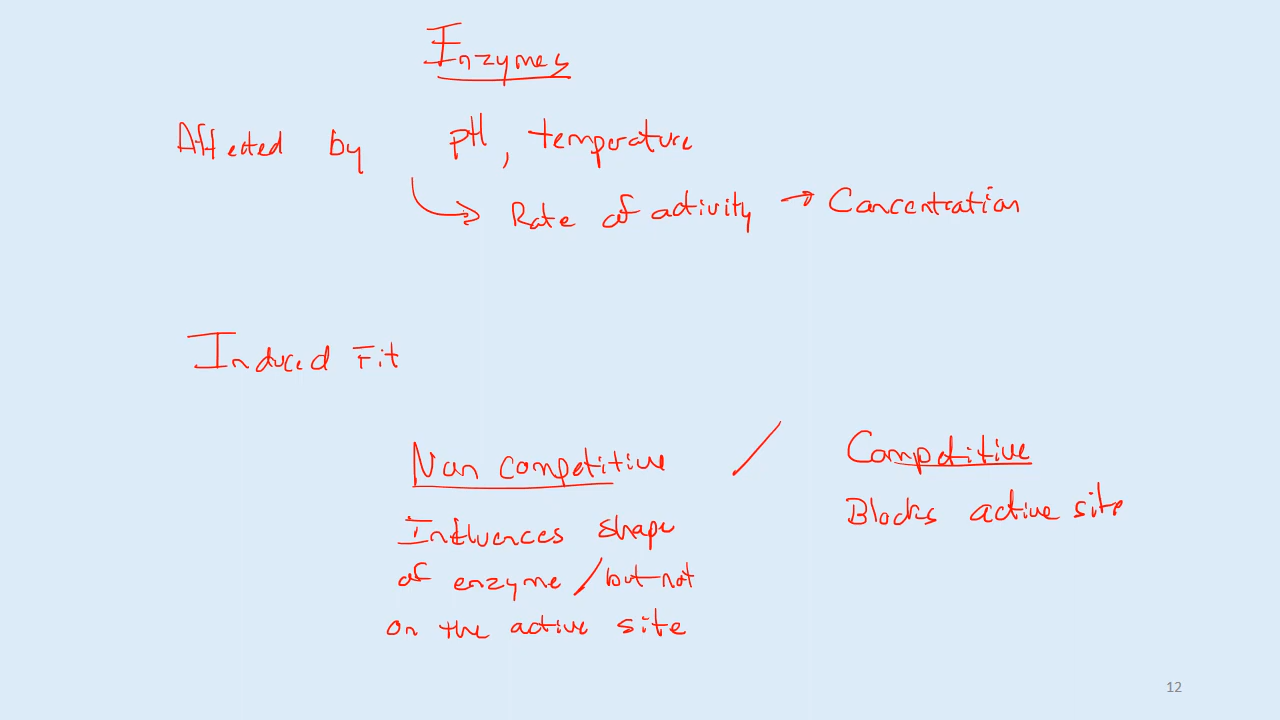 Enzymes
Affected by pH, temperature
Rate of activity → Concentration
Induced Fit
Non competitive / Competitive
Influences shape Blocks active site
of enzyme / but not
on the active site
12